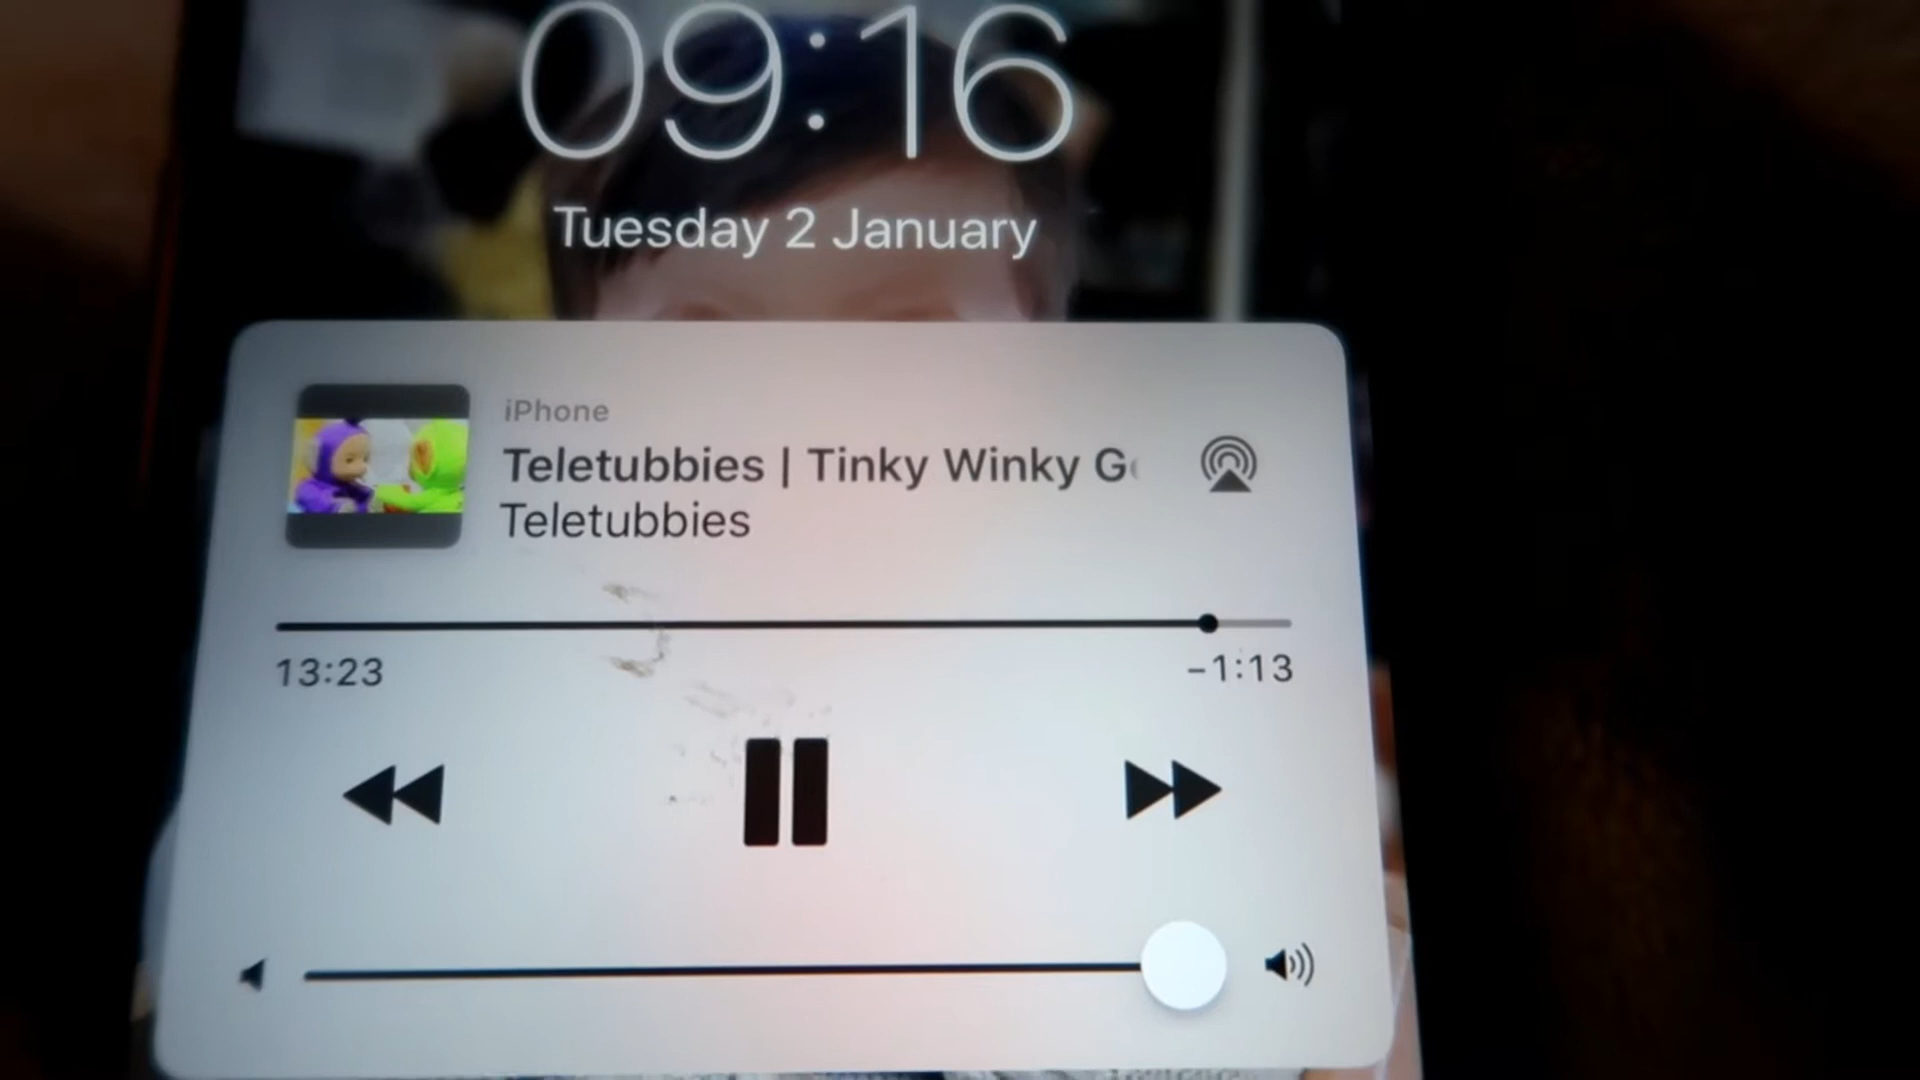 09:16
Tuesday 2 January
iPhone
Teletubbies | Tinky Winky G
Teletubbies
13:23
-1:13